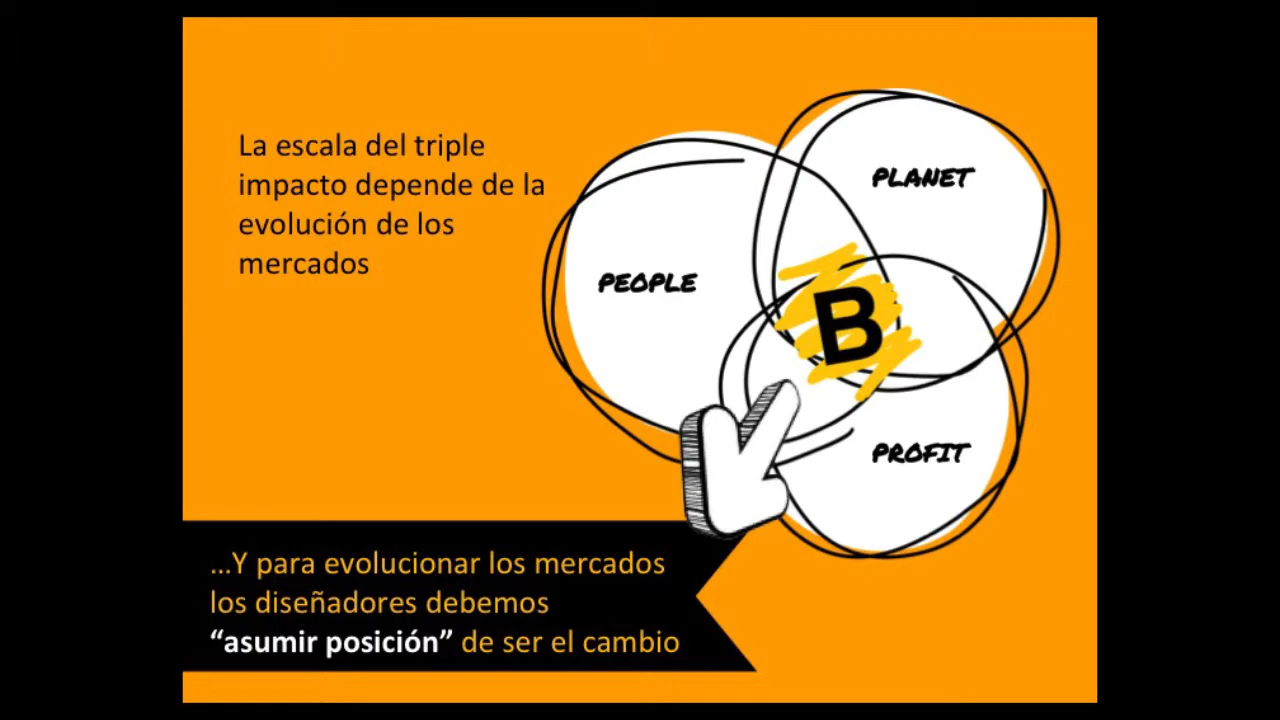 La escala del triple
impacto depende de la
evolución de los
mercados
PLANET
PEOPLE
B
PROFIT
...Y para evolucionar los mercados
los diseñadores debemos
“asumir posición” de ser el cambio